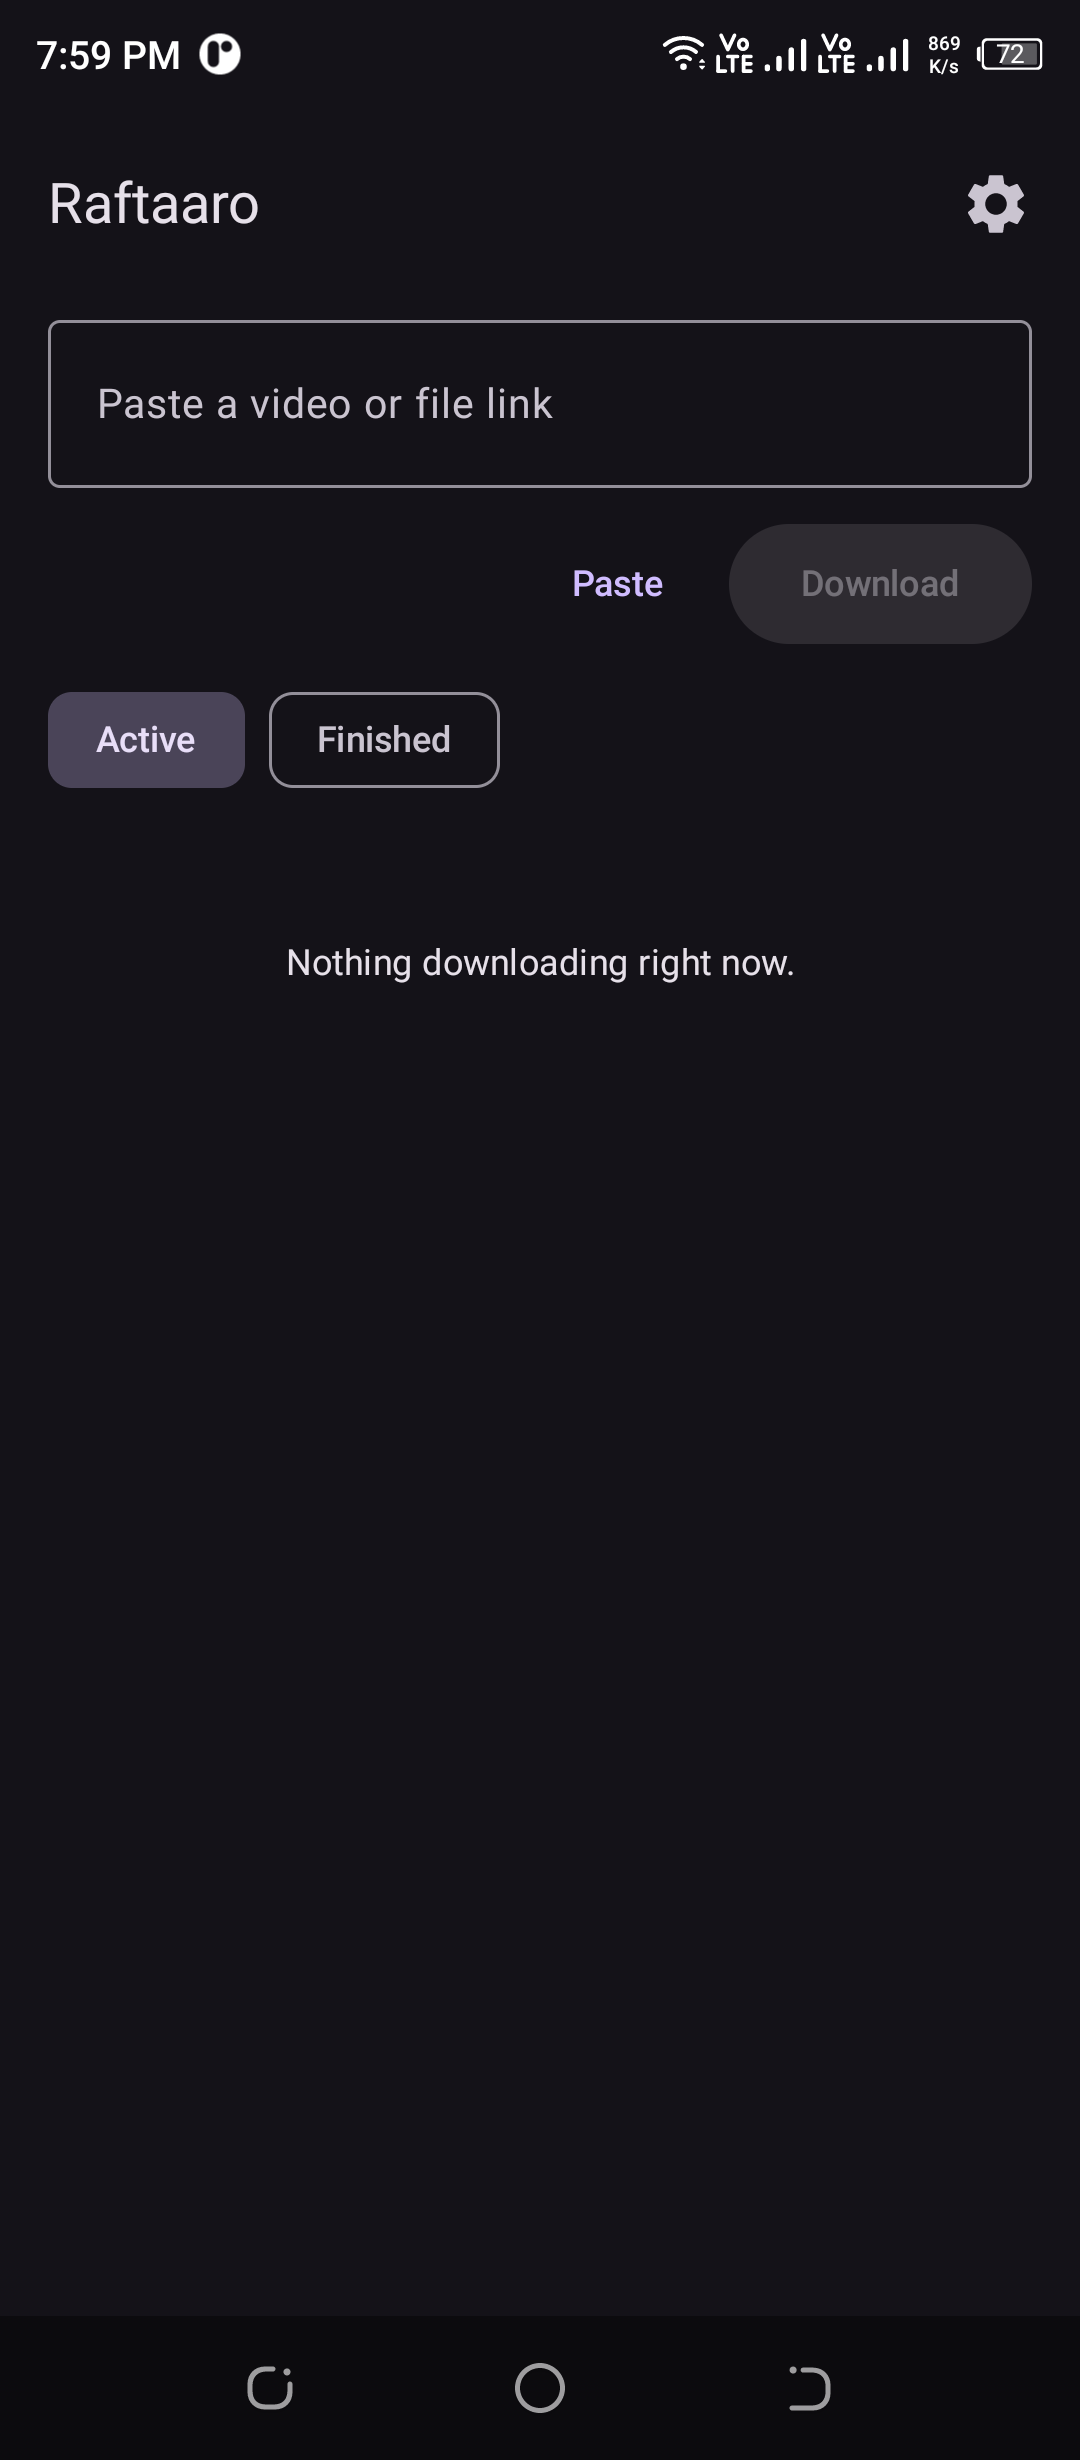 7:59 PM
Vo LTE Vo LTE 869 K/s 72
Raftaaro
Paste a video or file link
Paste Download
Active Finished
Nothing downloading right now.